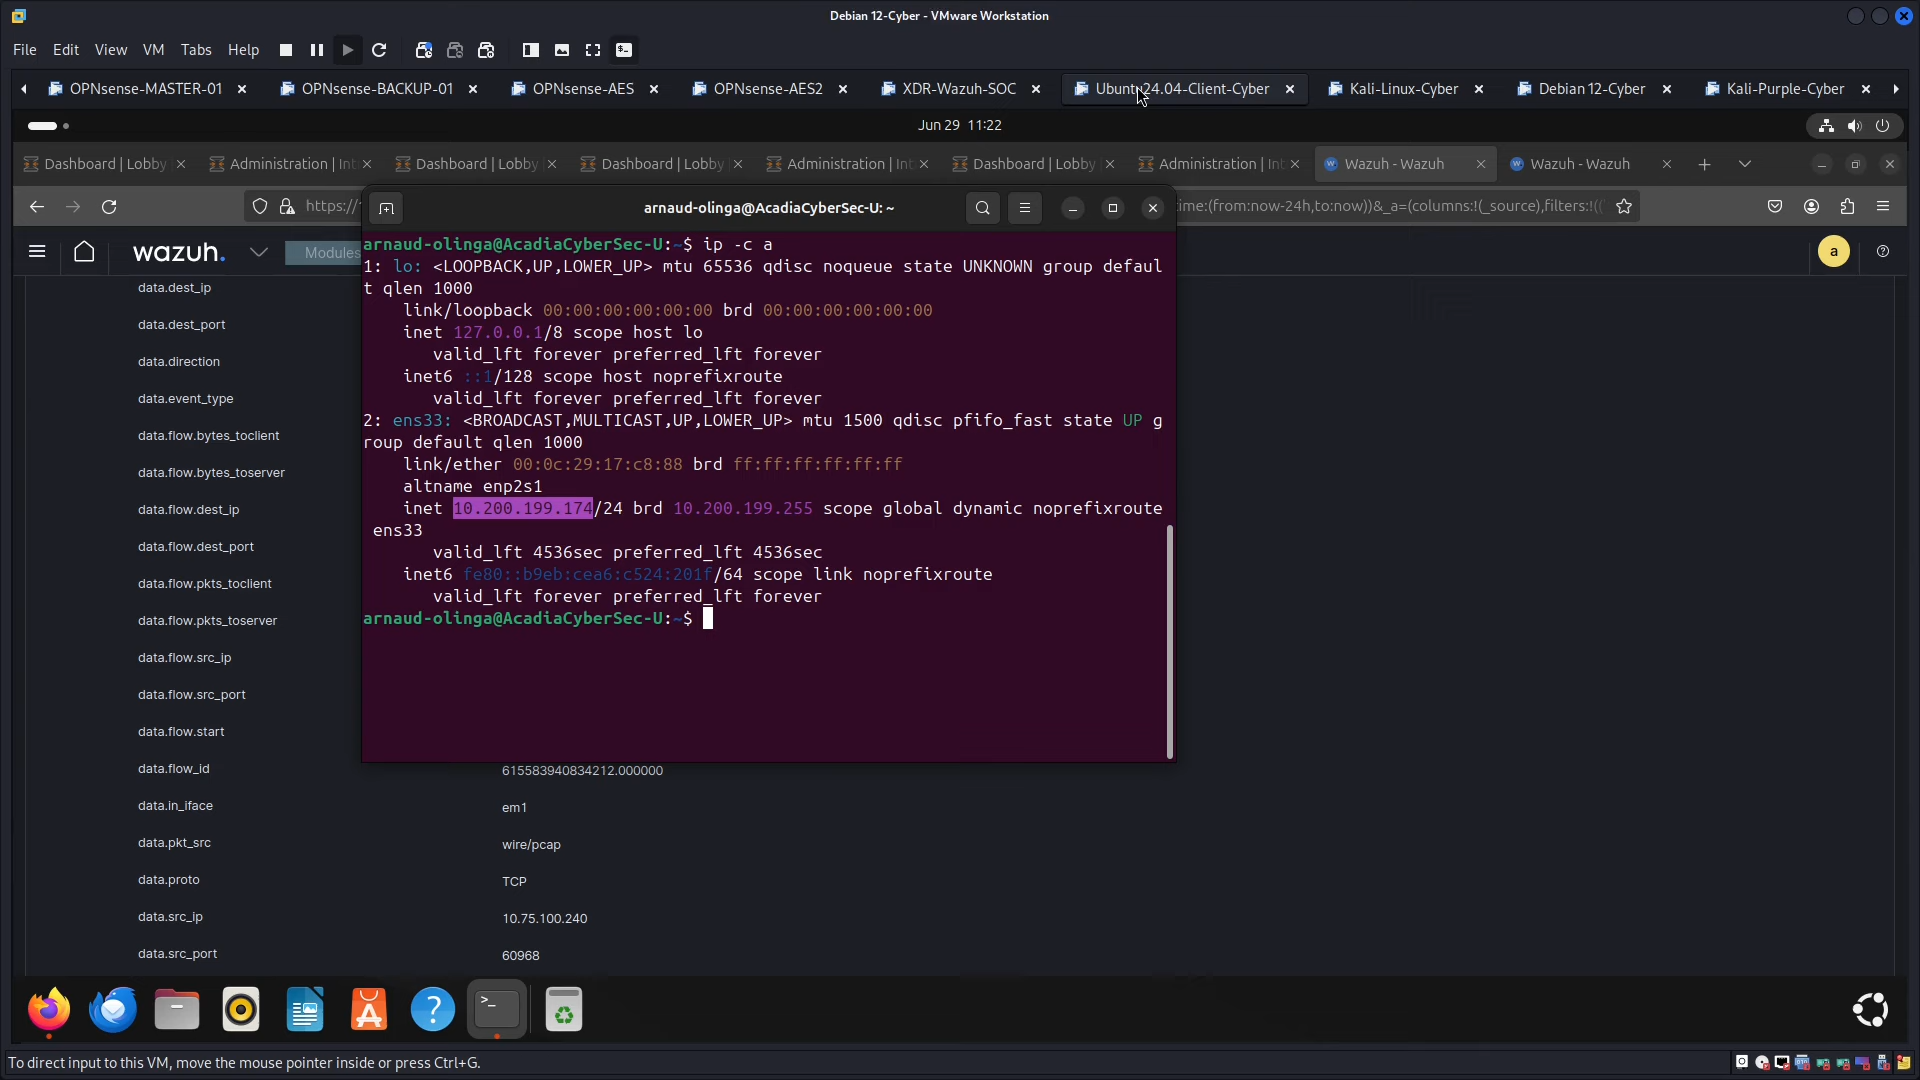 Debian 12-Cyber - VMware Workstation
File Edit View VM Tabs Help
OPNsense-MASTER-01 OPNsense-BACKUP-01 OPNsense-AES OPNsense-AES2 XDR-Wazuh-SOC Ubuntu24.04-Client-Cyber Kali-Linux-Cyber Debian 12-Cyber Kali-Purple-Cyber
Jun 29 11:22
Dashboard | Lobby Administration | Int Dashboard | Lobby Dashboard | Lobby Administration | Int Dashboard | Lobby Administration | Int Wazuh - Wazuh Wazuh - Wazuh
https:// time:(from:now-24h,to:now))&_a=(columns:!(_source),filters:!((
arnaud-olinga@AcadiaCyberSec-U: ~
wazuh. Modules a
arnaud-olinga@AcadiaCyberSec-U:~$ ip -c a
1: lo: <LOOPBACK,UP,LOWER_UP> mtu 65536 qdisc noqueue state UNKNOWN group defaul
t qlen 1000
link/loopback 00:00:00:00:00:00 brd 00:00:00:00:00:00
inet 127.0.0.1/8 scope host lo
valid_lft forever preferred_lft forever
inet6 ::1/128 scope host noprefixroute
valid_lft forever preferred_lft forever
2: ens33: <BROADCAST,MULTICAST,UP,LOWER_UP> mtu 1500 qdisc pfifo_fast state UP g
roup default qlen 1000
link/ether 00:0c:29:17:c8:88 brd ff:ff:ff:ff:ff:ff
altname enp2s1
inet 10.200.199.174/24 brd 10.200.199.255 scope global dynamic noprefixroute
ens33
valid_lft 4536sec preferred_lft 4536sec
inet6 fe80::b9eb:cea6:c524:201f/64 scope link noprefixroute
valid_lft forever preferred_lft forever
arnaud-olinga@AcadiaCyberSec-U:~$
data.dest_ip
data.dest_port
data.direction
data.event_type
data.flow.bytes_toclient
data.flow.bytes_toserver
data.flow.dest_ip
data.flow.dest_port
data.flow.pkts_toclient
data.flow.pkts_toserver
data.flow.src_ip
data.flow.src_port
data.flow.start
data.flow_id 615583940834212.000000
data.in_iface em1
data.pkt_src wire/pcap
data.proto TCP
data.src_ip 10.75.100.240
data.src_port 60968
To direct input to this VM, move the mouse pointer inside or press Ctrl+G.